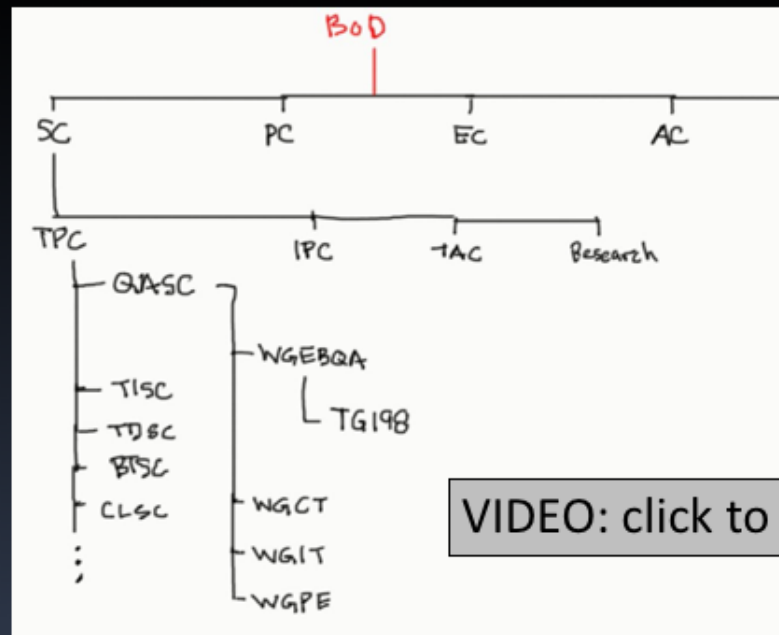 BoD
SC PC EC AC
TPC IPC TAC Research
QASC
WGEBQA
TISC
TG198
TDSC
BTSC
CLSC
WGCT
VIDEO: click to
WGIT
WGPE